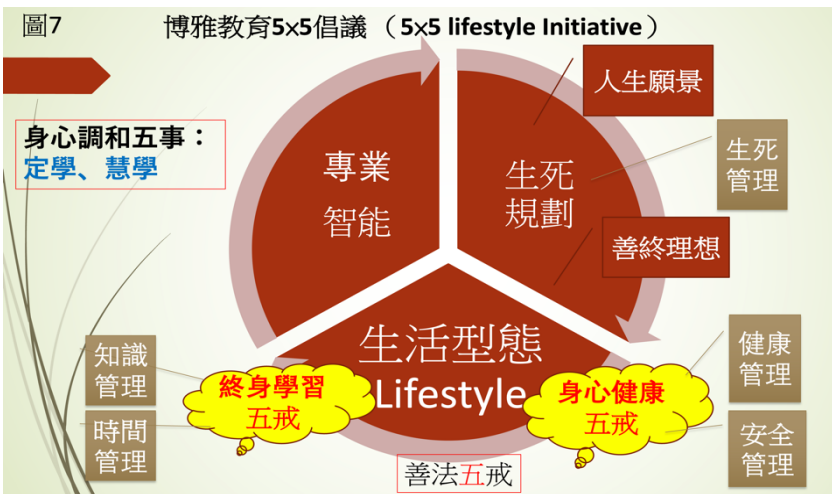 圖7
博雅教育5×5倡議（5×5 lifestyle Initiative）
身心調和五事：
定學、慧學
專業
智能
生死
規劃
人生願景
生死
管理
善終理想
生活型態
Lifestyle
知識
管理
時間
管理
終身學習
五戒
身心健康
五戒
健康
管理
安全
管理
善法五戒